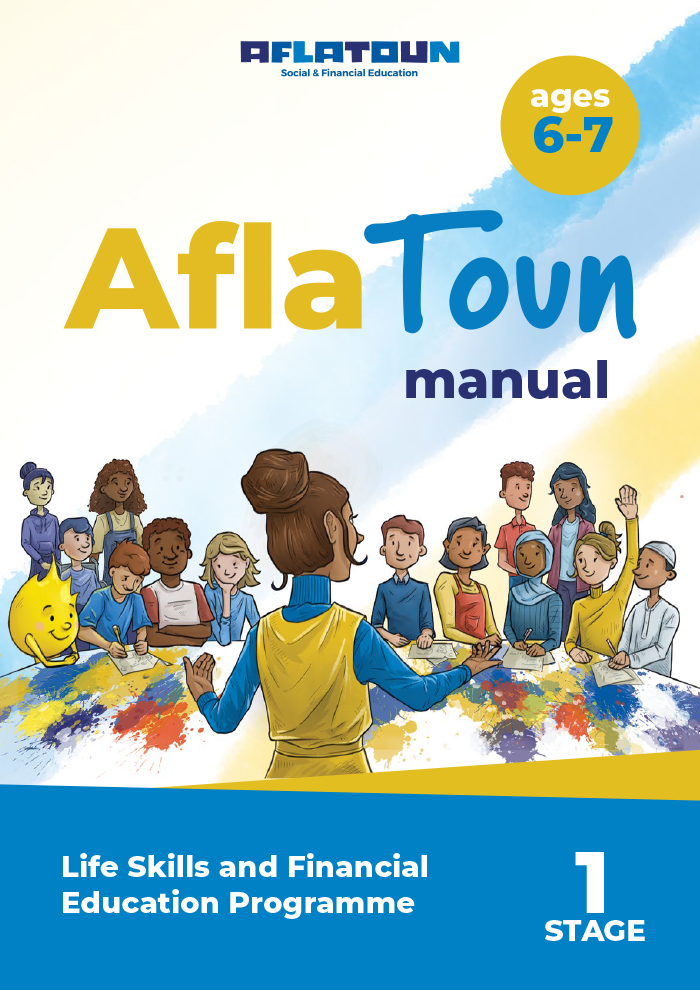 AFLATOUN
Social & Financial Education
ages
6-7
AflaToun
manual
Life Skills and Financial
Education Programme
1
STAGE